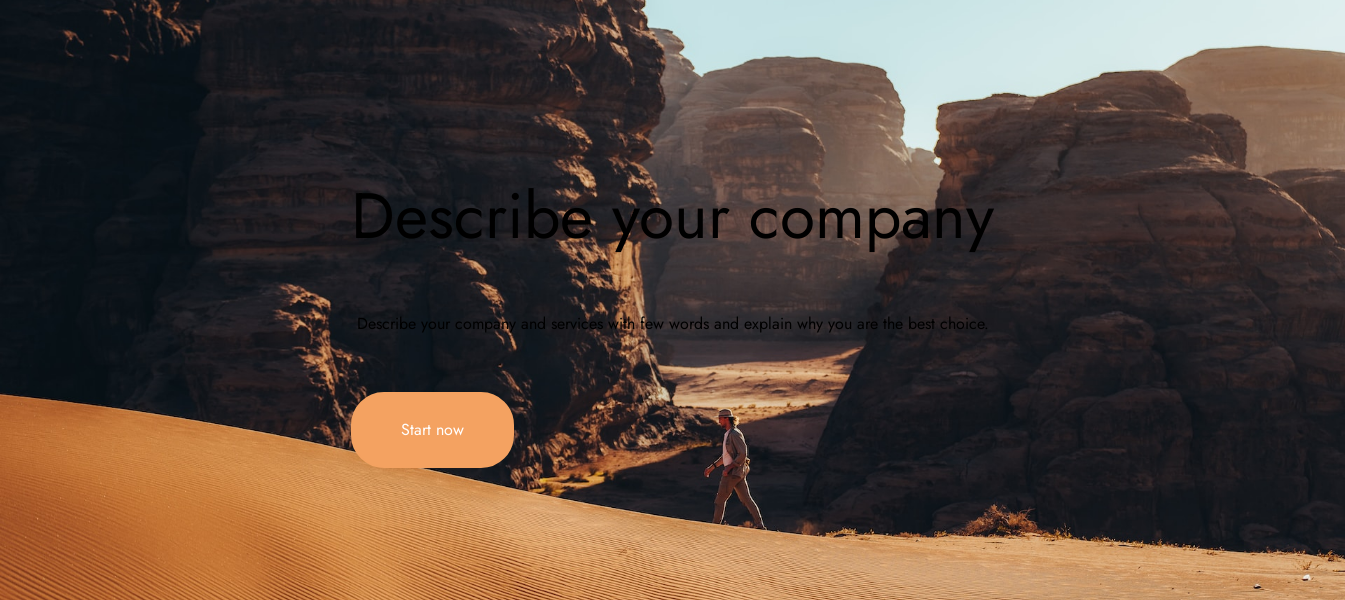 Describe your company
Describe your company and services with few words and explain why you are the best choice.
Start now